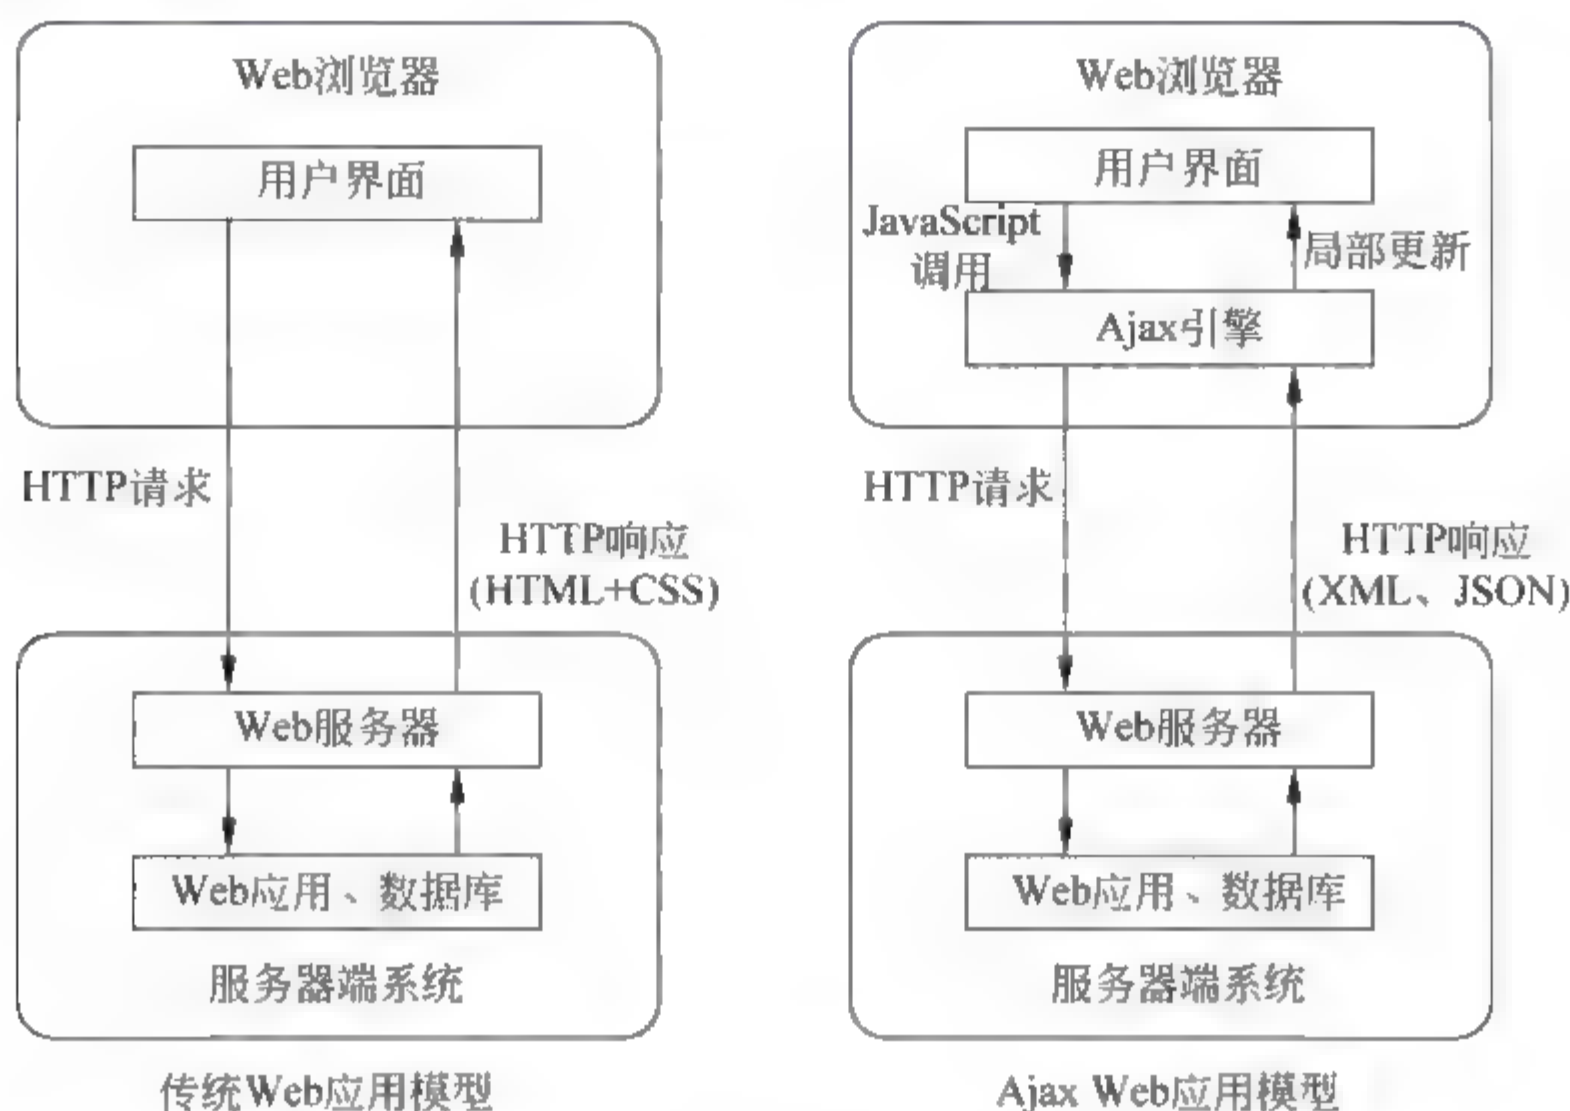 Web浏览器
用户界面
HTTP请求
HTTP响应
(HTML+CSS)
Web服务器
Web应用、数据库
服务器端系统
传统Web应用模型
Web浏览器
用户界面
JavaScript
调用
局部更新
Ajax引擎
HTTP请求
HTTP响应
(XML、JSON)
Web服务器
Web应用、数据库
服务器端系统
Ajax Web应用模型